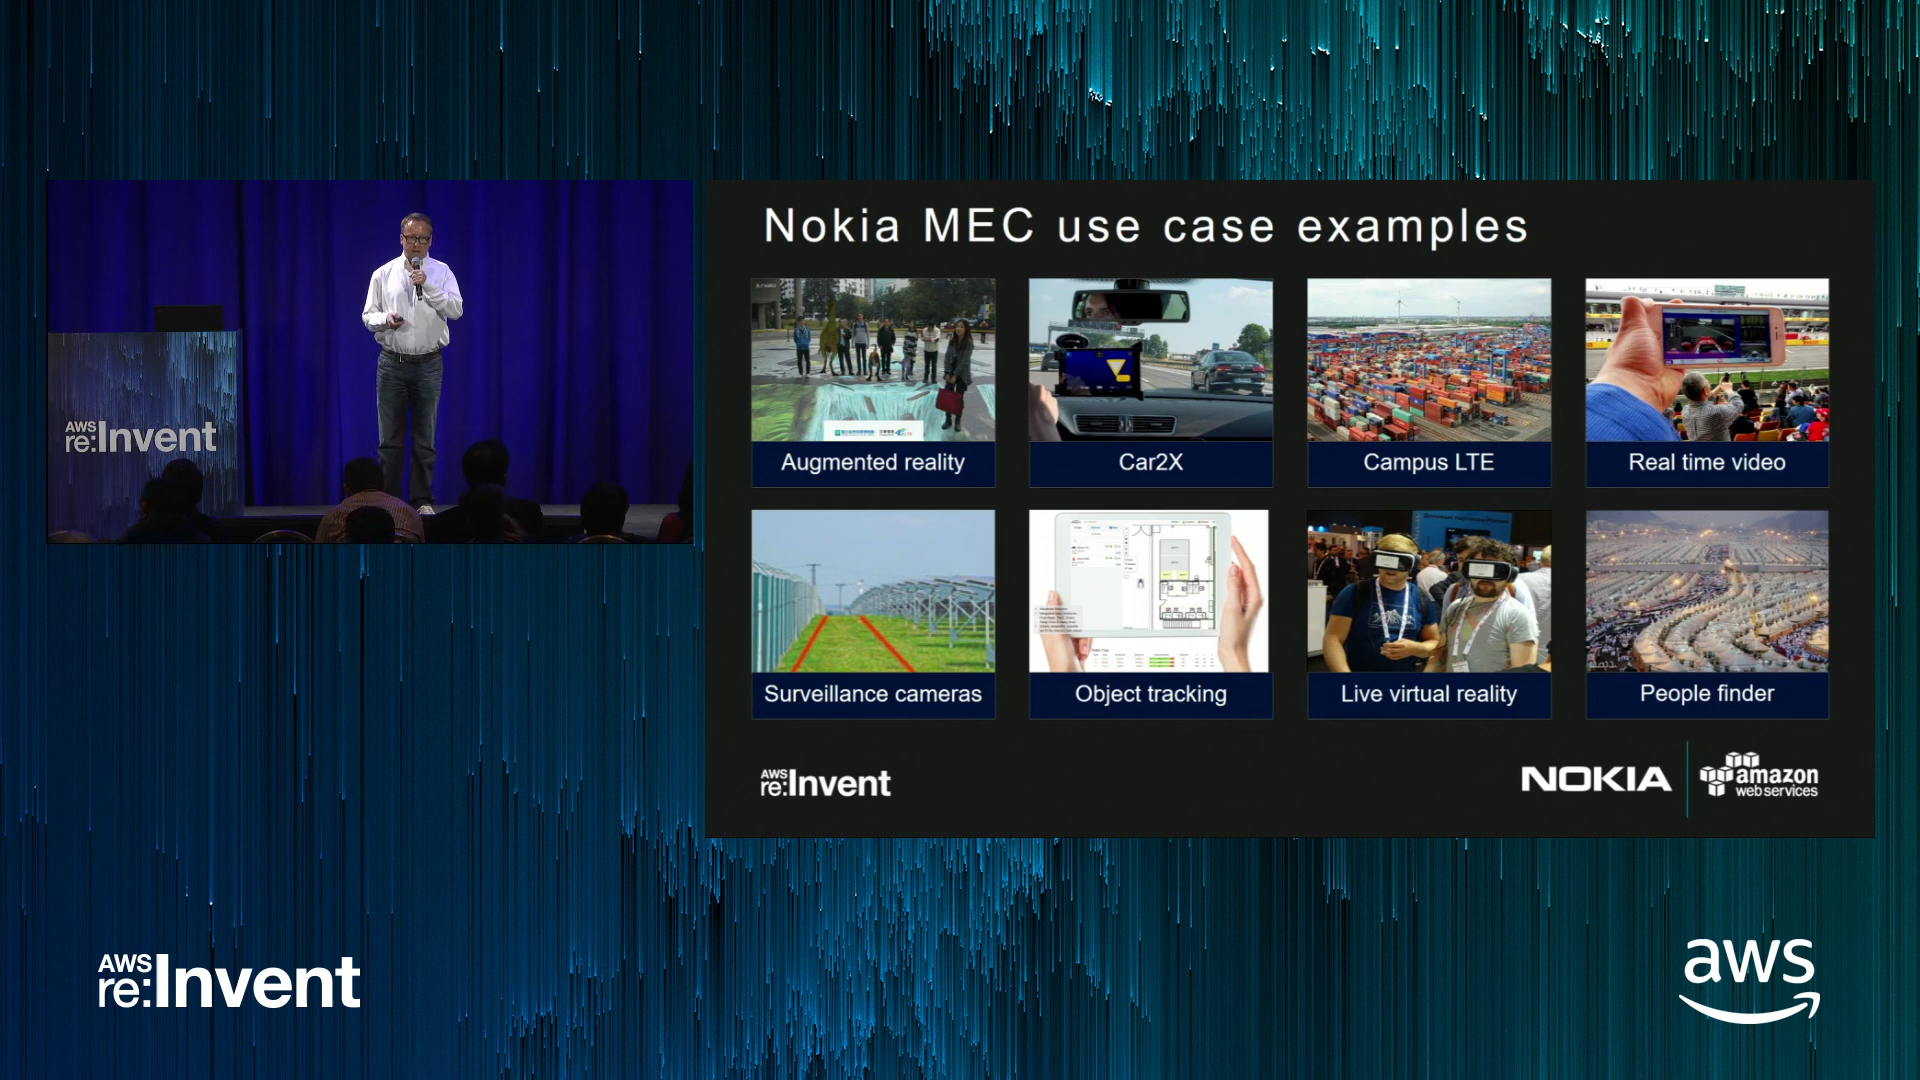 AWS
re:Invent
Nokia MEC use case examples
Augmented reality
Car2X
Campus LTE
Real time video
Surveillance cameras
Object tracking
Live virtual reality
People finder
AWS
re:Invent
NOKIA
amazon
web services
AWS
re:Invent
aws